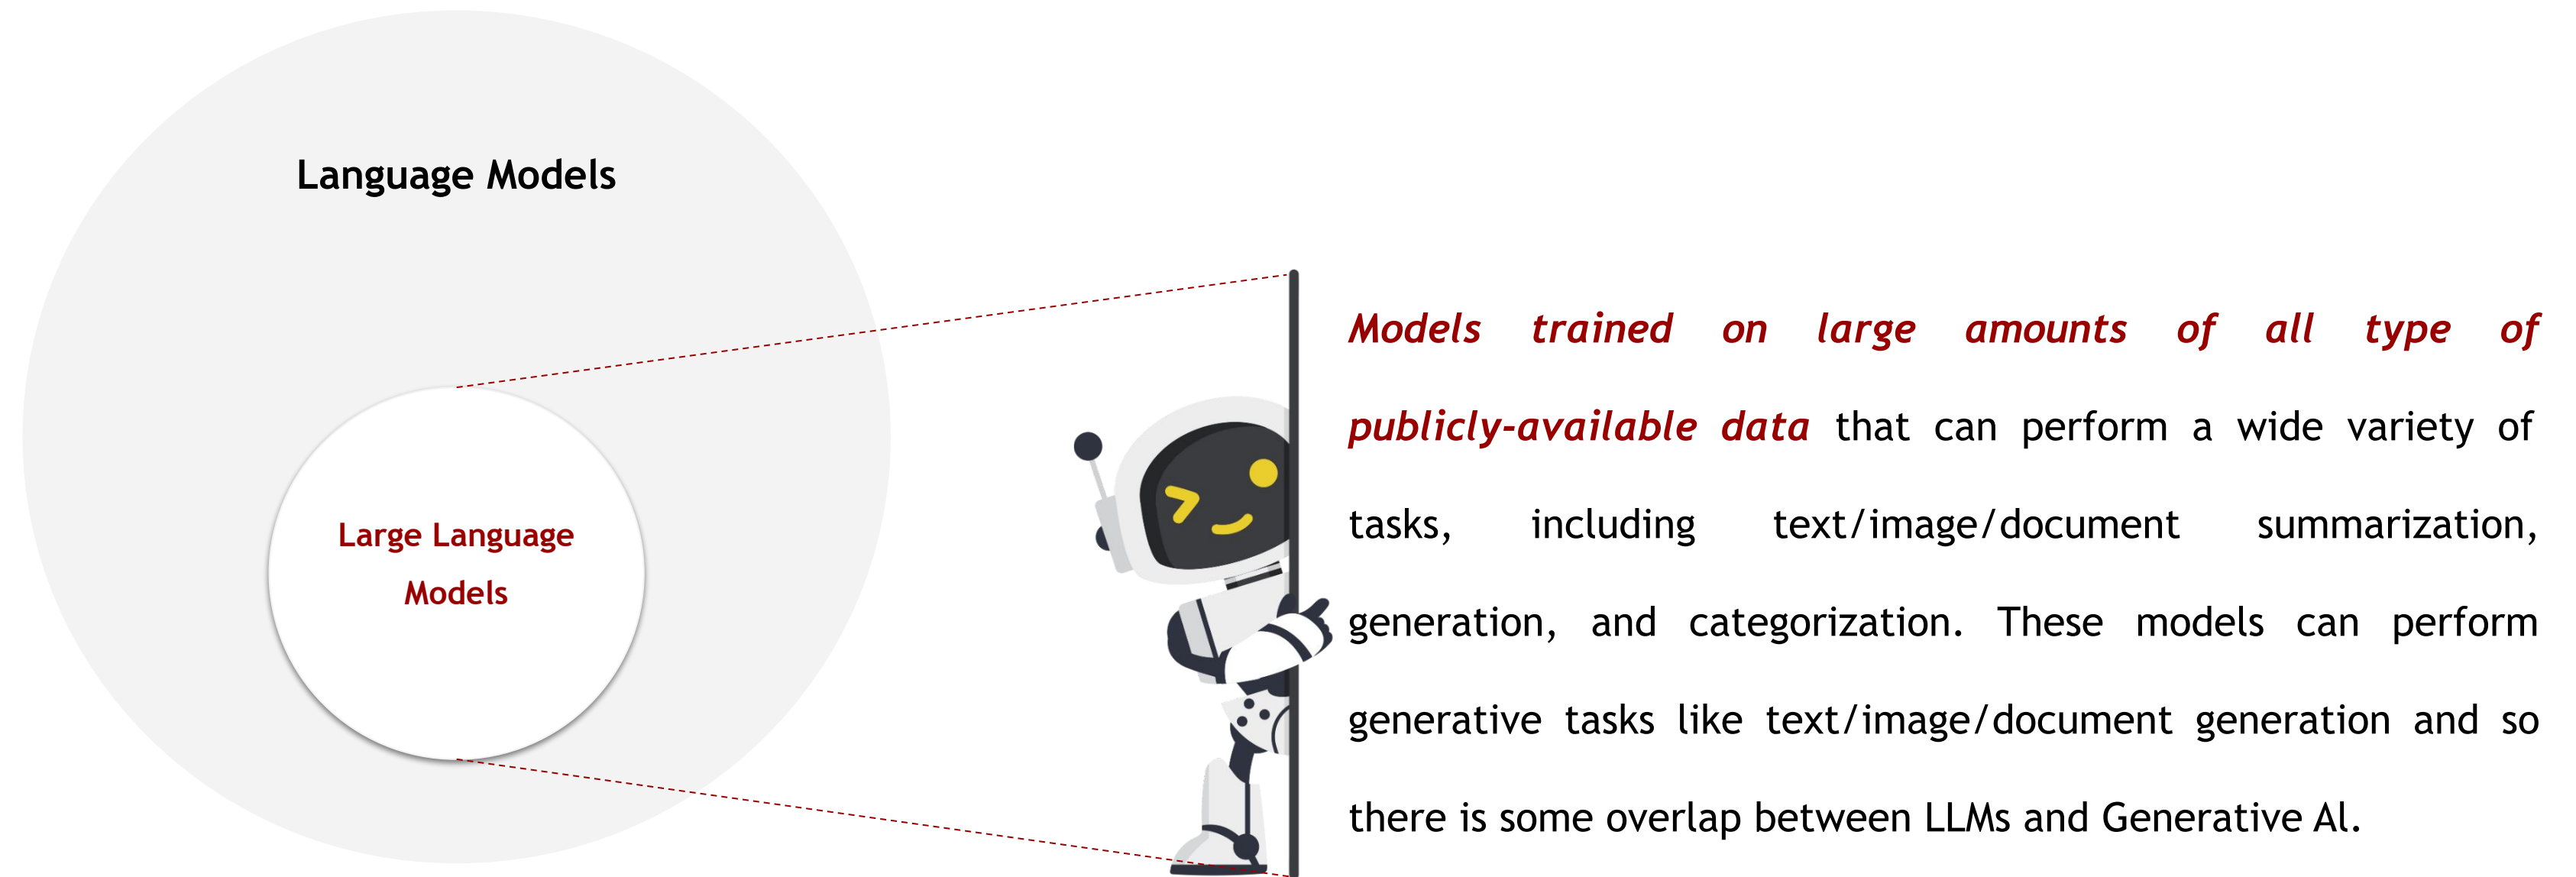 Language Models
Large Language
Models
Models trained on large amounts of all type of
publicly-available data that can perform a wide variety of
tasks, including text/image/document summarization,
generation, and categorization. These models can perform
generative tasks like text/image/document generation and so
there is some overlap between LLMs and Generative Al.